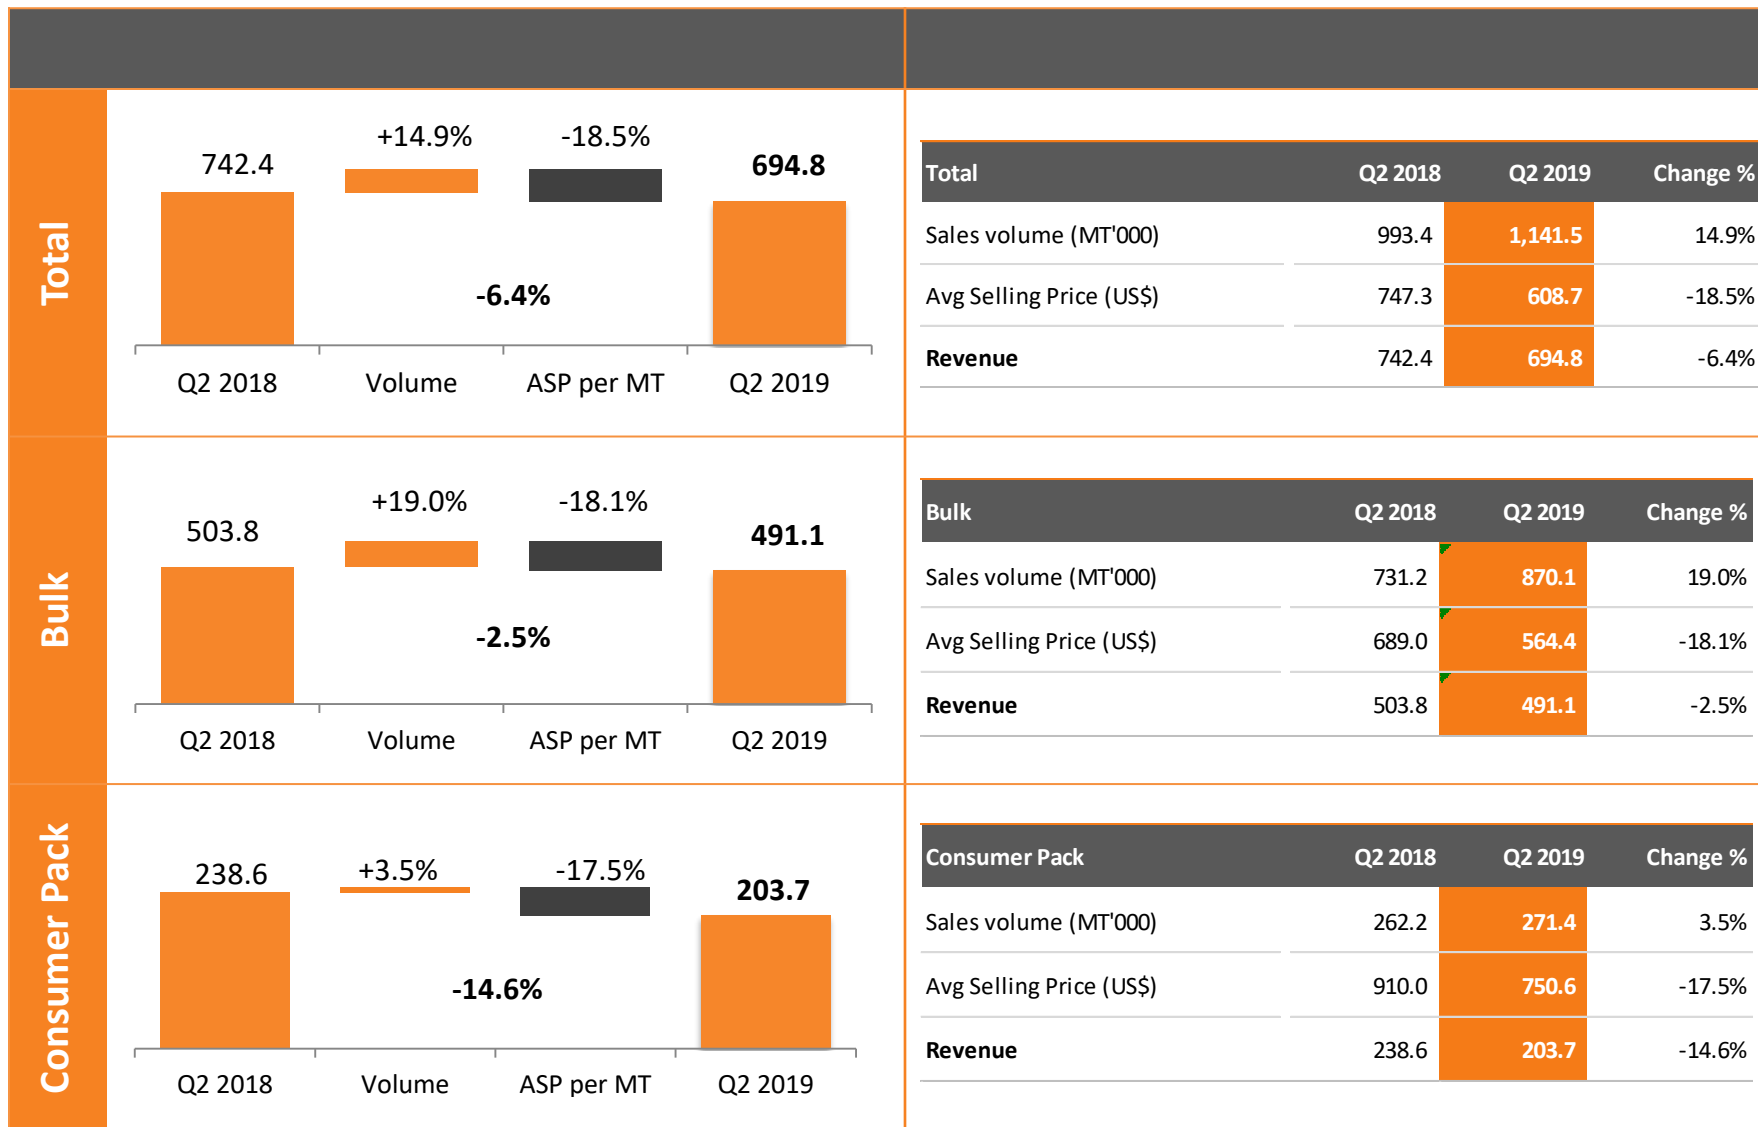 Total
+14.9% -18.5%
742.4 694.8
-6.4%
Q2 2018 Volume ASP per MT Q2 2019
Total Q2 2018 Q2 2019 Change %
Sales volume (MT'000) 993.4 1,141.5 14.9%
Avg Selling Price (US$) 747.3 608.7 -18.5%
Revenue 742.4 694.8 -6.4%
Bulk
+19.0% -18.1%
503.8 491.1
-2.5%
Q2 2018 Volume ASP per MT Q2 2019
Bulk Q2 2018 Q2 2019 Change %
Sales volume (MT'000) 731.2 870.1 19.0%
Avg Selling Price (US$) 689.0 564.4 -18.1%
Revenue 503.8 491.1 -2.5%
Consumer Pack
238.6 +3.5% -17.5% 203.7
-14.6%
Q2 2018 Volume ASP per MT Q2 2019
Consumer Pack Q2 2018 Q2 2019 Change %
Sales volume (MT'000) 262.2 271.4 3.5%
Avg Selling Price (US$) 910.0 750.6 -17.5%
Revenue 238.6 203.7 -14.6%